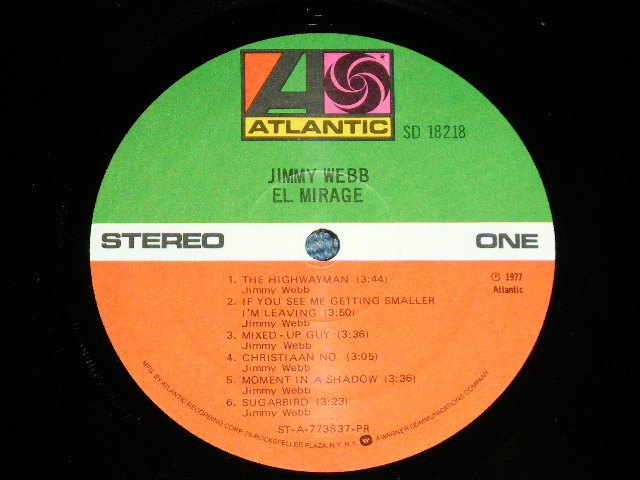 ATLANTIC
SD 18218
JIMMY WEBB
EL MIRAGE
STEREO
ONE
℗ 1977
Atlantic
1. THE HIGHWAYMAN (3:44)
Jimmy Webb
2. IF YOU SEE ME GETTING SMALLER
I'M LEAVING (3:50)
Jimmy Webb
3. MIXED-UP GUY (3:36)
Jimmy Webb
4. CHRISTIAAN NO (3:05)
Jimmy Webb
5. MOMENT IN A SHADOW (3:36)
Jimmy Webb
6. SUGARBIRD (3:23)
Jimmy Webb
ST-A-773837-PR
MFG. BY ATLANTIC RECORDING CORP., 75 ROCKEFELLER PLAZA, N.Y., N.Y. A WARNER COMMUNICATIONS COMPANY